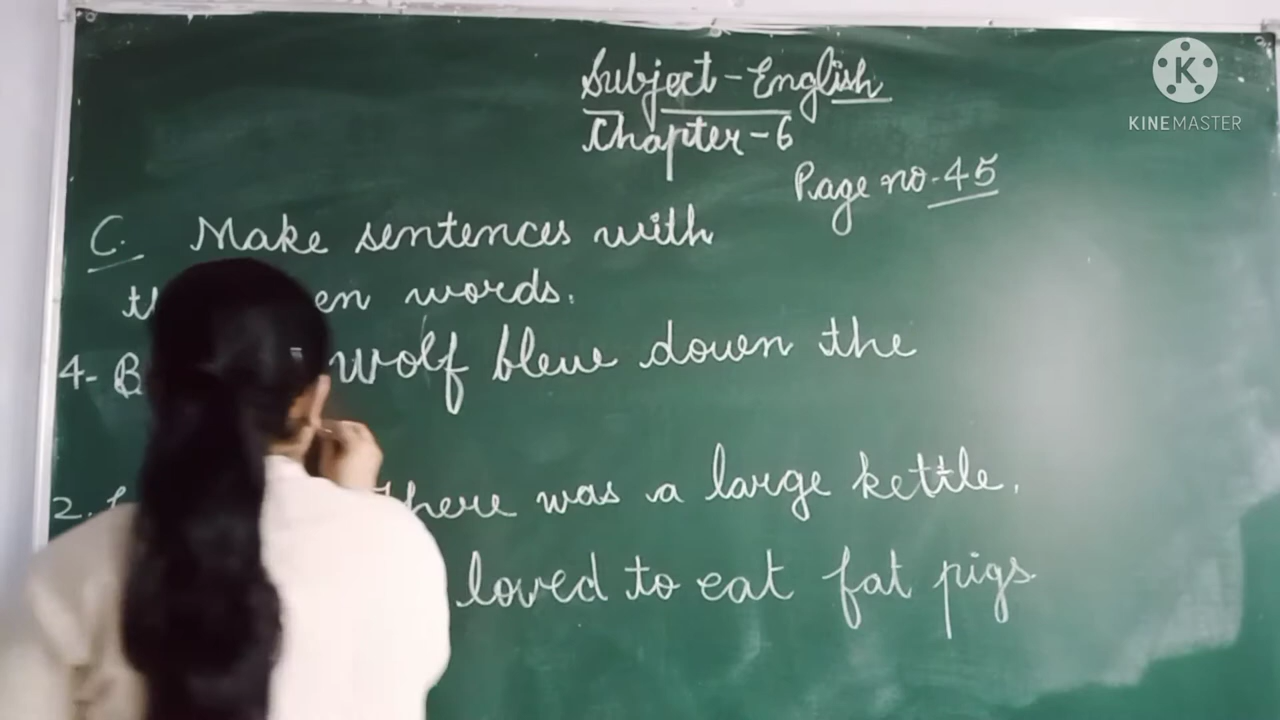 Subject-English
Chapter-6
Page no.45
C. Make sentences with
words.
4- wolf blew down the
2. there was a large kettle.
loved to eat fat pigs
K
KINEMASTER